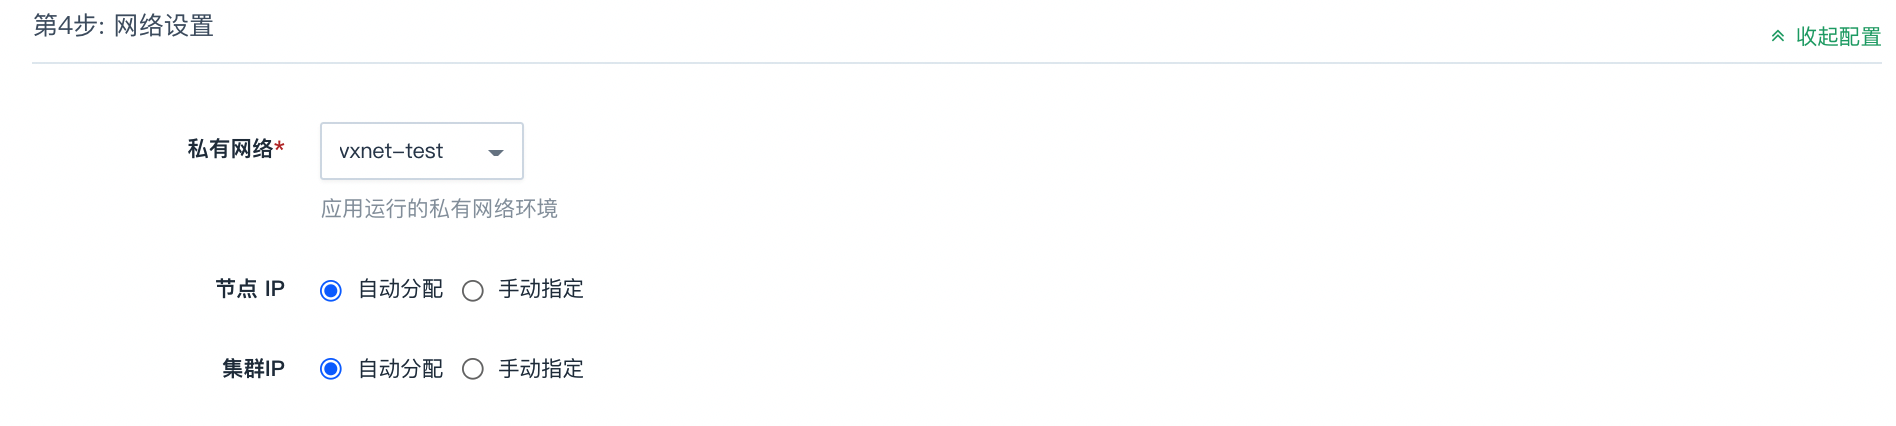 第4步: 网络设置
收起配置
私有网络* vxnet-test
应用运行的私有网络环境
节点 IP 自动分配 手动指定
集群IP 自动分配 手动指定